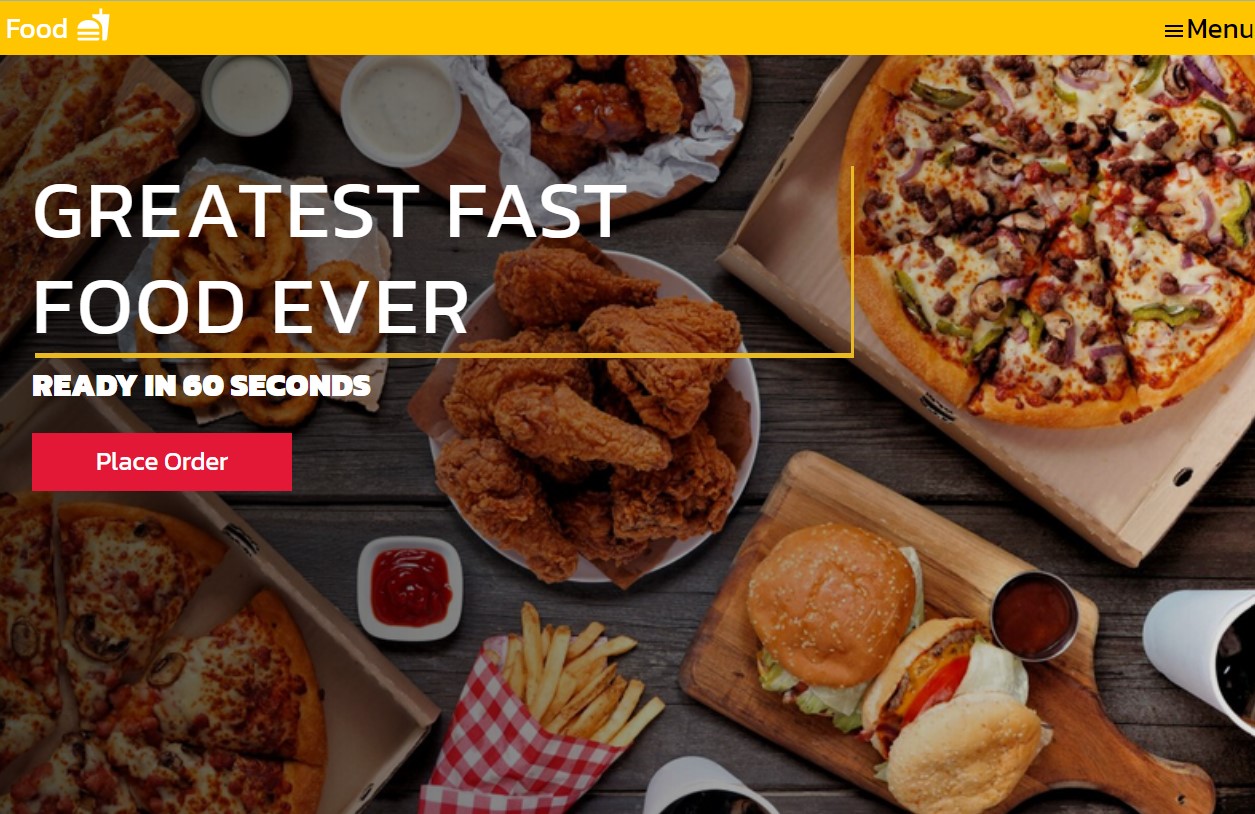 Food
Menu
GREATEST FAST
FOOD EVER
READY IN 60 SECONDS
Place Order